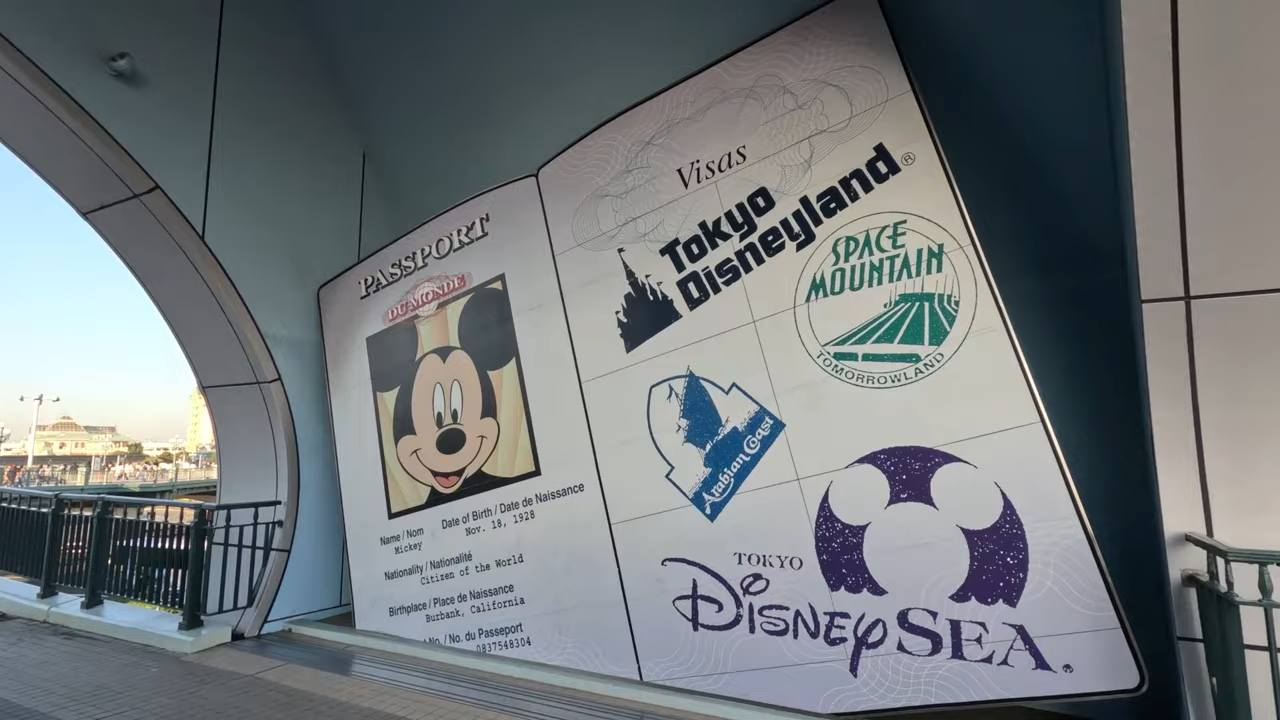 PASSPORT
DU MONDE
Name / Nom
Mickey
Date of Birth / Date de Naissance
Nov. 18, 1928
Nationality / Nationalité
Citizen of the World
Birthplace / Place de Naissance
Burbank, California
No. / No. du Passeport
0837548304
Visas
Tokyo
Disneyland®
SPACE
MOUNTAIN
TOMORROWLAND
Arabian Coast
TOKYO
DISNEYSEA®